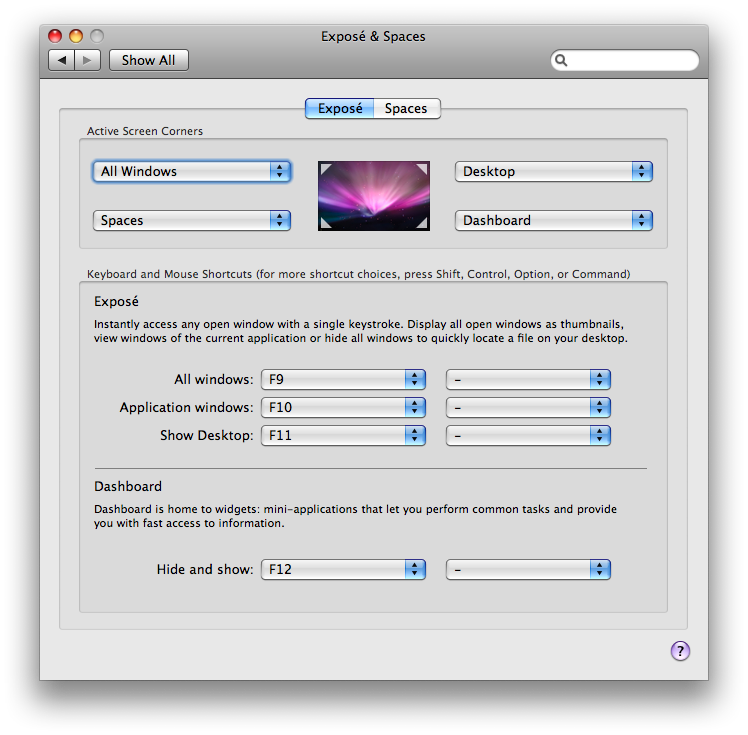 Exposé & Spaces
Show All
Exposé
Spaces
Active Screen Corners
All Windows
Desktop
Spaces
Dashboard
Keyboard and Mouse Shortcuts (for more shortcut choices, press Shift, Control, Option, or Command)
Exposé
Instantly access any open window with a single keystroke. Display all open windows as thumbnails,
view windows of the current application or hide all windows to quickly locate a file on your desktop.
All windows: F9 –
Application windows: F10 –
Show Desktop: F11 –
Dashboard
Dashboard is home to widgets: mini-applications that let you perform common tasks and provide
you with fast access to information.
Hide and show: F12 –
?